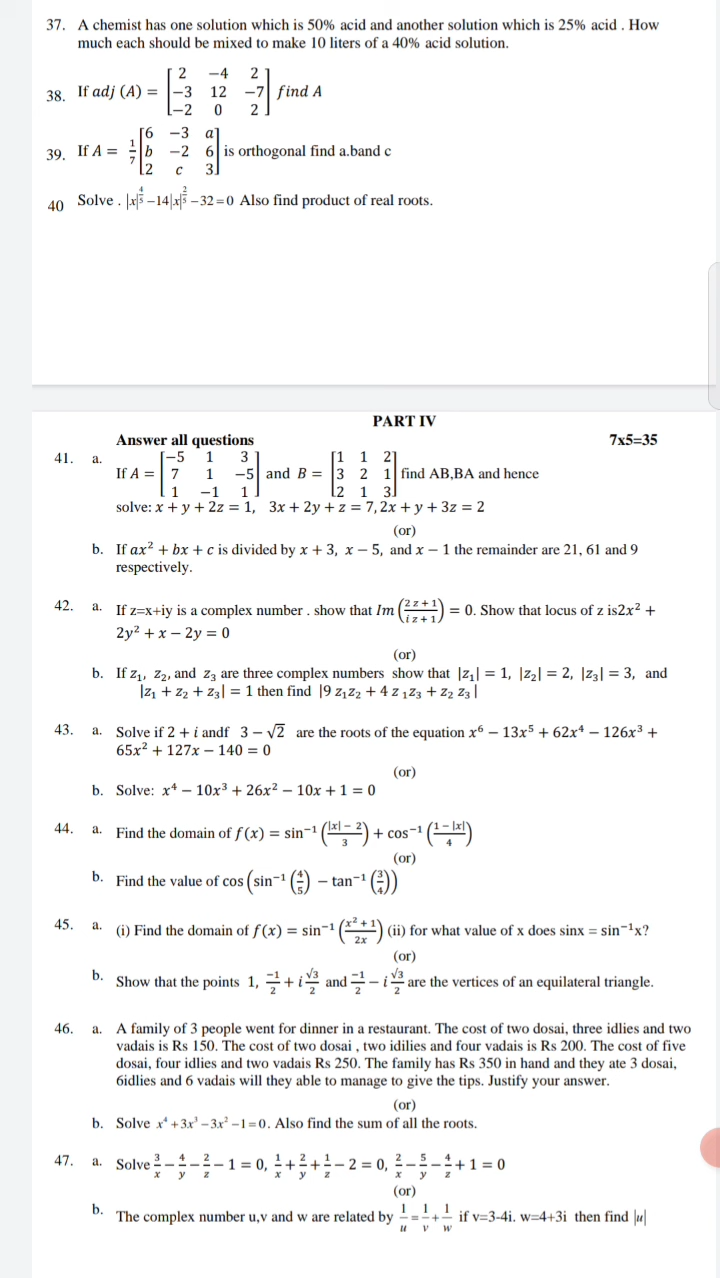 37. A chemist has one solution which is 50% acid and another solution which is 25% acid . How
much each should be mixed to make 10 liters of a 40% acid solution.
38. If adj (A) = [2 −4 2; −3 12 −7; −2 0 2] find A
39. If A = 1/7 [6 −3 a; b −2 6; 2 c 3] is orthogonal find a.band c
40 Solve . |x|^(4/5) −14|x|^(2/5) −32=0 Also find product of real roots.
PART IV
Answer all questions 7x5=35
41. a. If A = [−5 1 3; 7 1 −5; 1 −1 1] and B = [1 1 2; 3 2 1; 2 1 3] find AB,BA and hence
solve: x + y + 2z = 1, 3x + 2y + z = 7, 2x + y + 3z = 2
(or)
b. If ax² + bx + c is divided by x + 3, x − 5, and x − 1 the remainder are 21, 61 and 9
respectively.
42. a. If z=x+iy is a complex number . show that Im ((2z+1)/(iz+1)) = 0. Show that locus of z is2x² +
2y² + x − 2y = 0
(or)
b. If z₁, z₂, and z₃ are three complex numbers show that |z₁| = 1, |z₂| = 2, |z₃| = 3, and
|z₁ + z₂ + z₃| = 1 then find |9 z₁z₂ + 4 z ₁z₃ + z₂ z₃ |
43. a. Solve if 2 + i andf 3 − √2 are the roots of the equation x⁶ − 13x⁵ + 62x⁴ − 126x³ +
65x² + 127x − 140 = 0
(or)
b. Solve: x⁴ − 10x³ + 26x² − 10x + 1 = 0
44. a. Find the domain of f(x) = sin⁻¹ ((|x| − 2)/3) + cos⁻¹ ((1 − |x|)/4)
(or)
b. Find the value of cos (sin⁻¹ (4/5) − tan⁻¹ (3/4))
45. a. (i) Find the domain of f(x) = sin⁻¹ ((x² + 1)/2x) (ii) for what value of x does sinx = sin⁻¹x?
(or)
b. Show that the points 1, −1/2 + i √3/2 and −1/2 − i √3/2 are the vertices of an equilateral triangle.
46. a. A family of 3 people went for dinner in a restaurant. The cost of two dosai, three idlies and two
vadais is Rs 150. The cost of two dosai , two idilies and four vadais is Rs 200. The cost of five
dosai, four idlies and two vadais Rs 250. The family has Rs 350 in hand and they ate 3 dosai,
6idlies and 6 vadais will they able to manage to give the tips. Justify your answer.
(or)
b. Solve x⁴ +3x³ −3x² −1=0. Also find the sum of all the roots.
47. a. Solve 3/x − 4/y − 2/z − 1 = 0, 1/x + 2/y + 1/z − 2 = 0, 2/x − 5/y − 4/z + 1 = 0
(or)
b. The complex number u,v and w are related by 1/u = 1/v + 1/w if v=3-4i. w=4+3i then find |u|